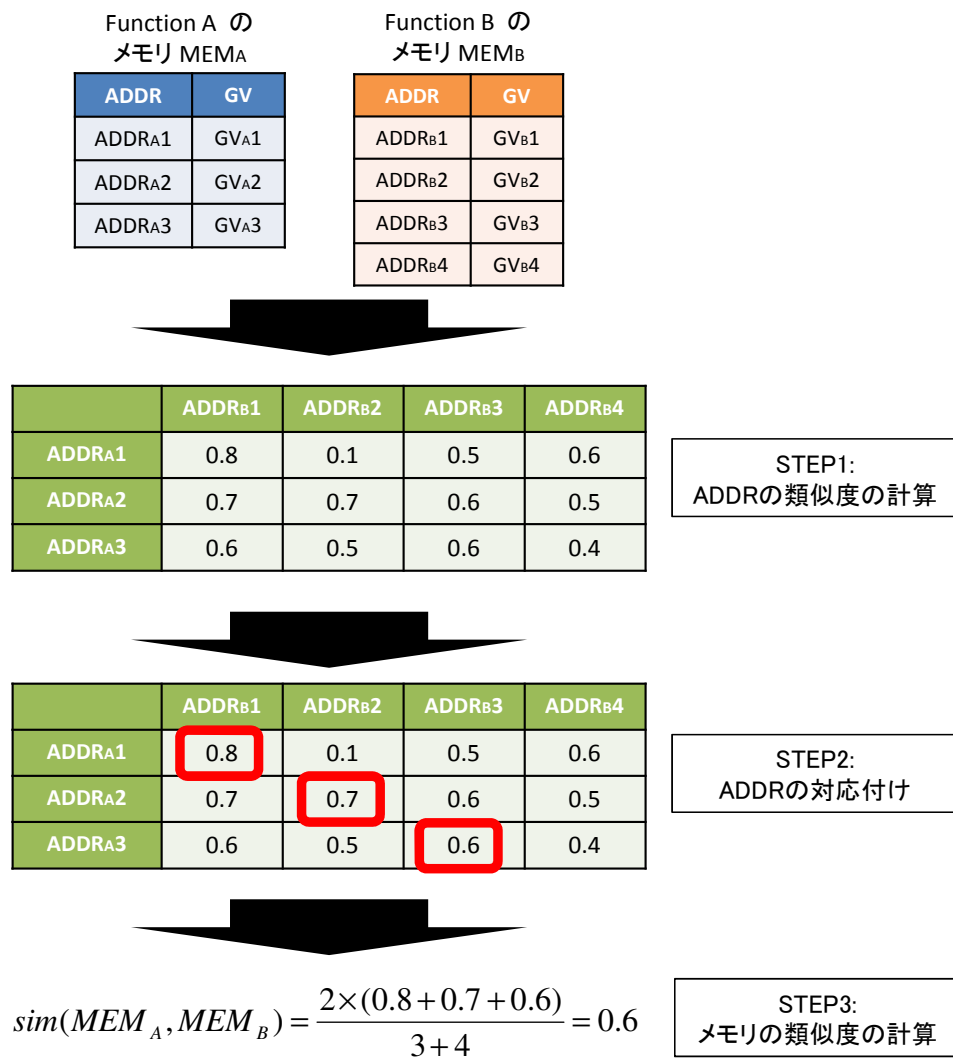 Function A の
メモリ MEMA
Function B の
メモリ MEMB
ADDR GV
ADDRA1 GVA1
ADDRA2 GVA2
ADDRA3 GVA3
ADDR GV
ADDRB1 GVB1
ADDRB2 GVB2
ADDRB3 GVB3
ADDRB4 GVB4
ADDRB1 ADDRB2 ADDRB3 ADDRB4
ADDRA1 0.8 0.1 0.5 0.6
ADDRA2 0.7 0.7 0.6 0.5
ADDRA3 0.6 0.5 0.6 0.4
STEP1:
ADDRの類似度の計算
ADDRB1 ADDRB2 ADDRB3 ADDRB4
ADDRA1 0.8 0.1 0.5 0.6
ADDRA2 0.7 0.7 0.6 0.5
ADDRA3 0.6 0.5 0.6 0.4
STEP2:
ADDRの対応付け
sim(MEM_A, MEM_B) = 2×(0.8+0.7+0.6) / 3+4 = 0.6
STEP3:
メモリの類似度の計算